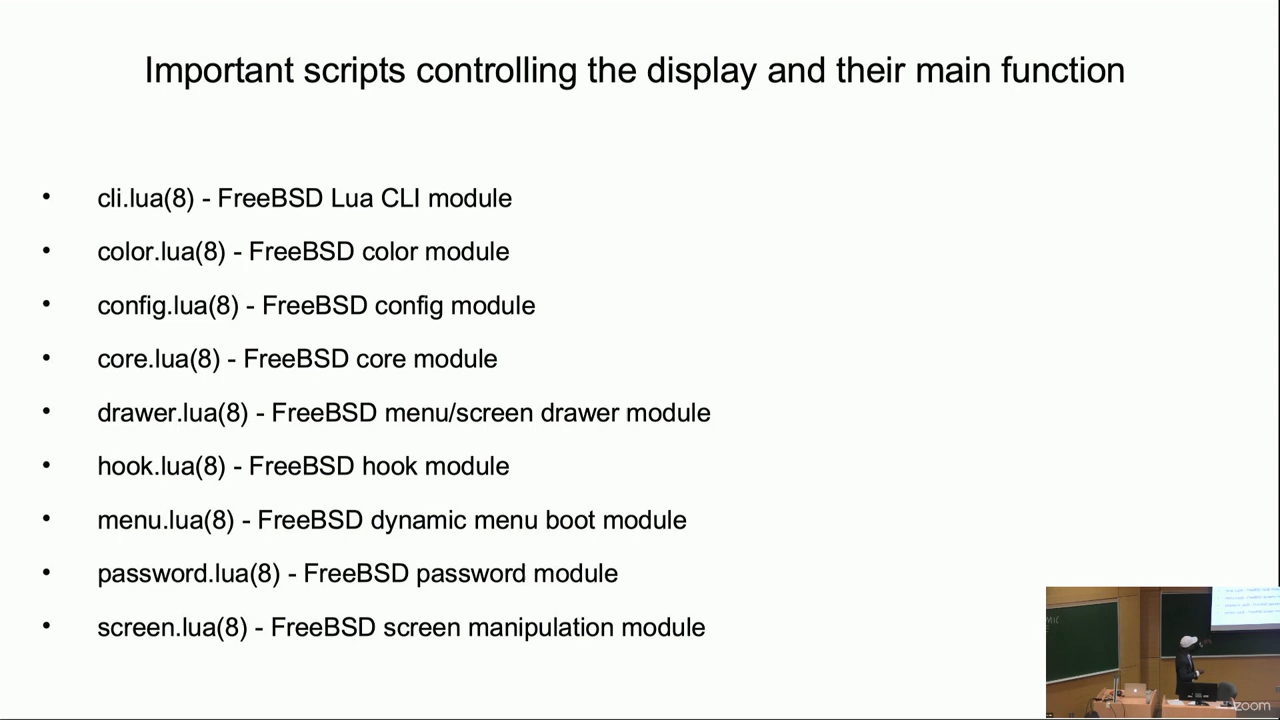 Important scripts controlling the display and their main function
• cli.lua(8) - FreeBSD Lua CLI module
• color.lua(8) - FreeBSD color module
• config.lua(8) - FreeBSD config module
• core.lua(8) - FreeBSD core module
• drawer.lua(8) - FreeBSD menu/screen drawer module
• hook.lua(8) - FreeBSD hook module
• menu.lua(8) - FreeBSD dynamic menu boot module
• password.lua(8) - FreeBSD password module
• screen.lua(8) - FreeBSD screen manipulation module
zoom